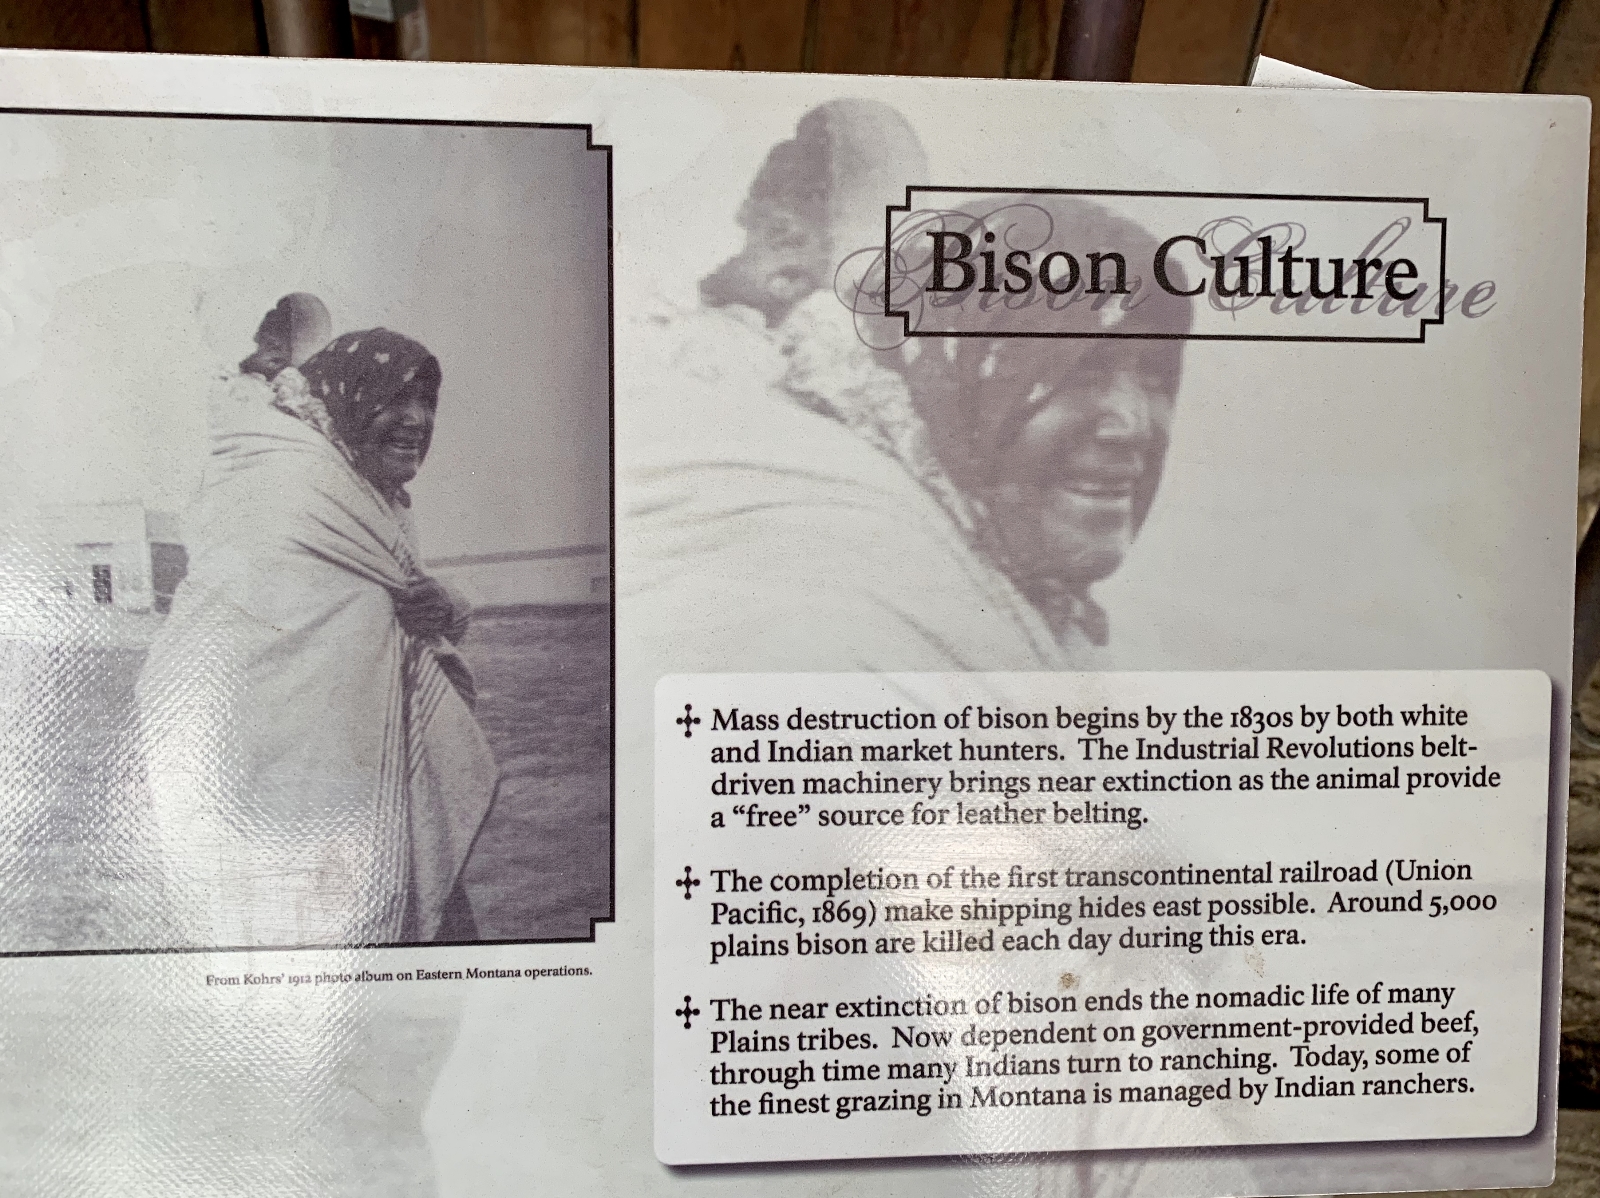 Bison Culture
Bison Culture
Mass destruction of bison begins by the 1830s by both white
and Indian market hunters. The Industrial Revolutions belt-
driven machinery brings near extinction as the animal provide
a “free” source for leather belting.
The completion of the first transcontinental railroad (Union
Pacific, 1869) make shipping hides east possible. Around 5,000
plains bison are killed each day during this era.
The near extinction of bison ends the nomadic life of many
Plains tribes. Now dependent on government-provided beef,
through time many Indians turn to ranching. Today, some of
the finest grazing in Montana is managed by Indian ranchers.
From Kohrs’ 1912 photo album on Eastern Montana operations.